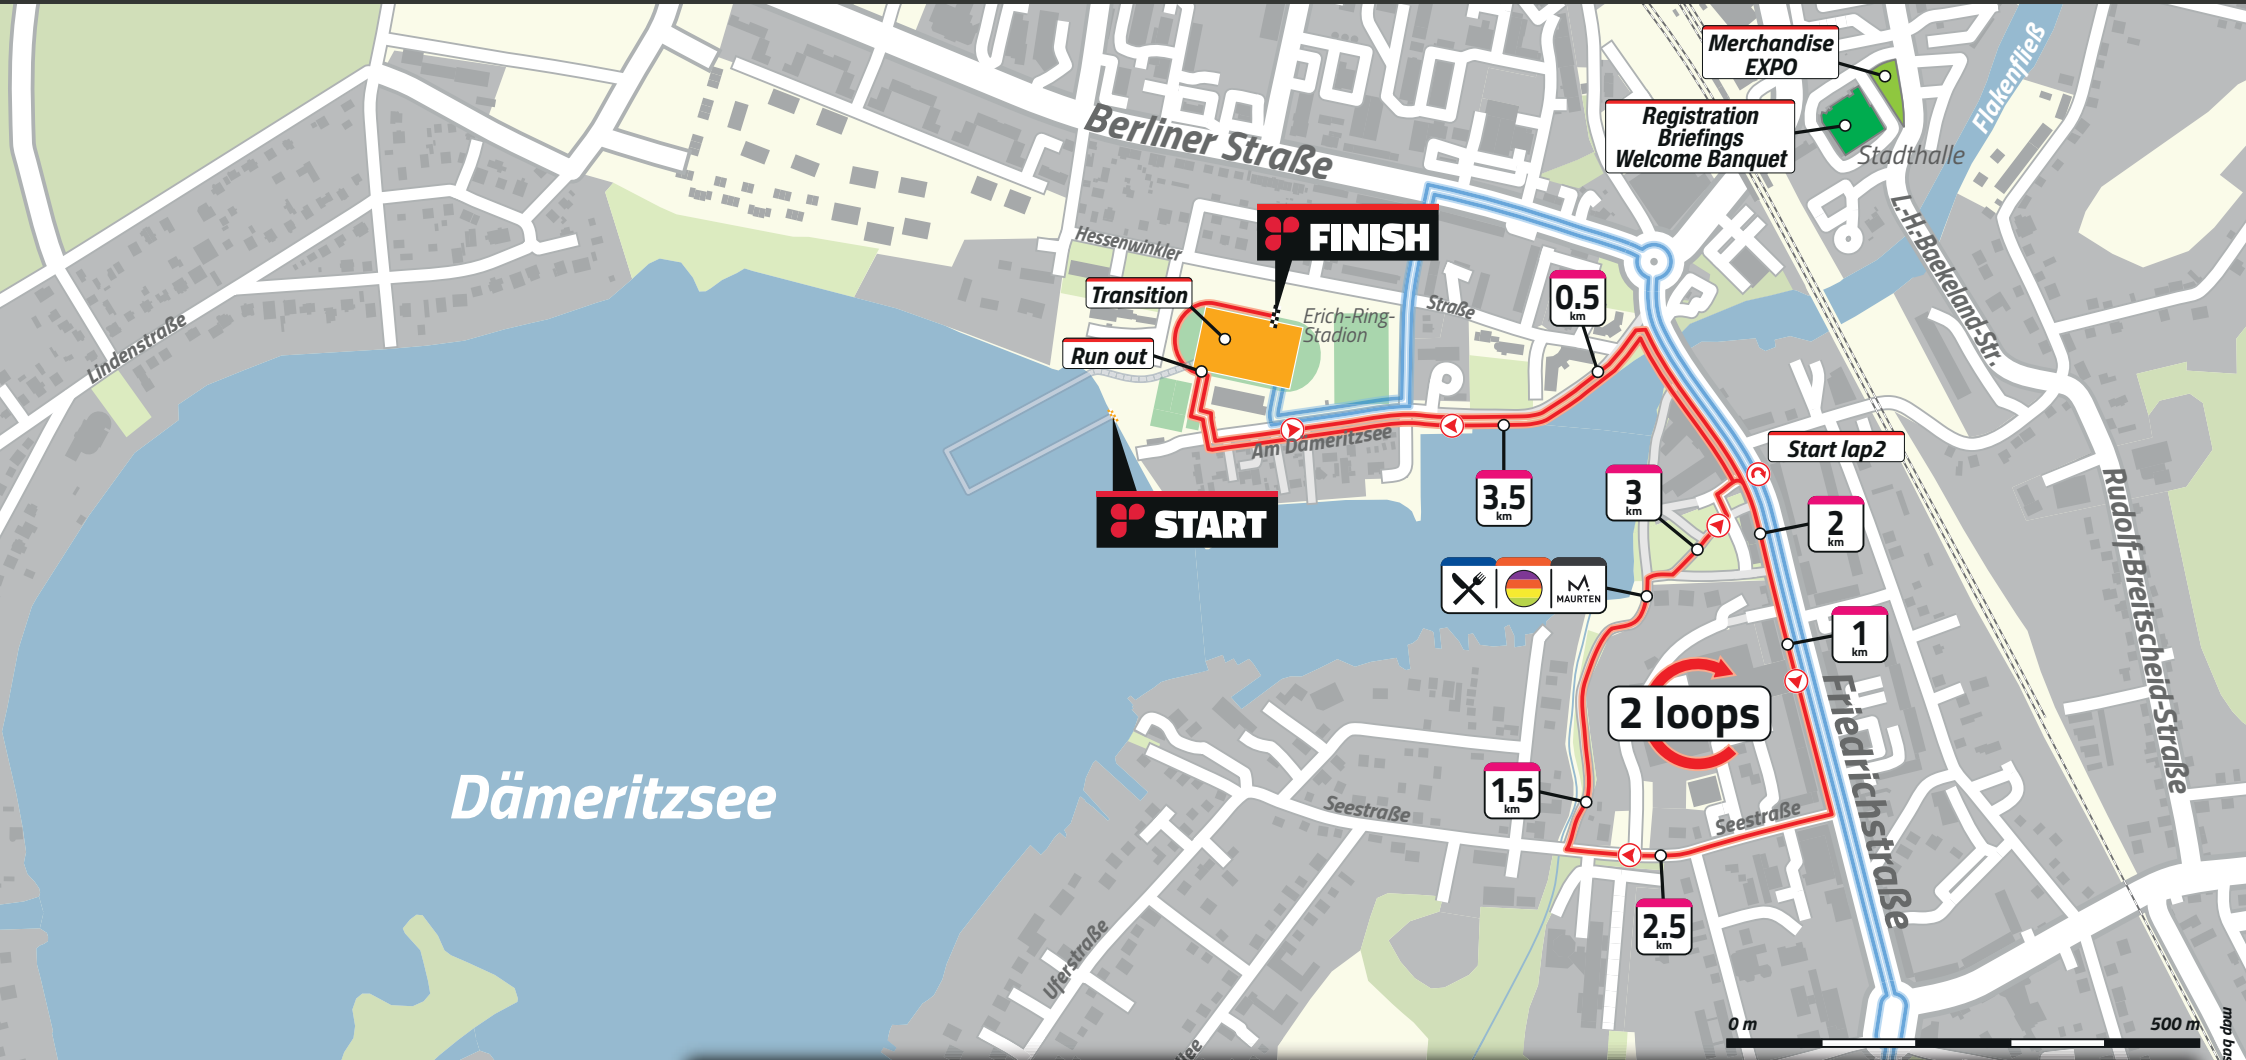 Merchandise
EXPO
Registration
Briefings
Welcome Banquet
Stadthalle
Flakenfließ
Berliner Straße
L.-H.-Baekeland-Str.
Hessenwinkler
Straße
FINISH
Transition
Erich-Ring-
Stadion
Run out
0.5
km
Lindenstraße
Am Dämeritzsee
START
3.5
km
3
km
Start lap2
2
km
1
km
MAURTEN
2 loops
1.5
km
Seestraße
Seestraße
2.5
km
Friedrichstraße
Rudolf-Breitscheid-Straße
Dämeritzsee
Uferstraße
0 m
500 m